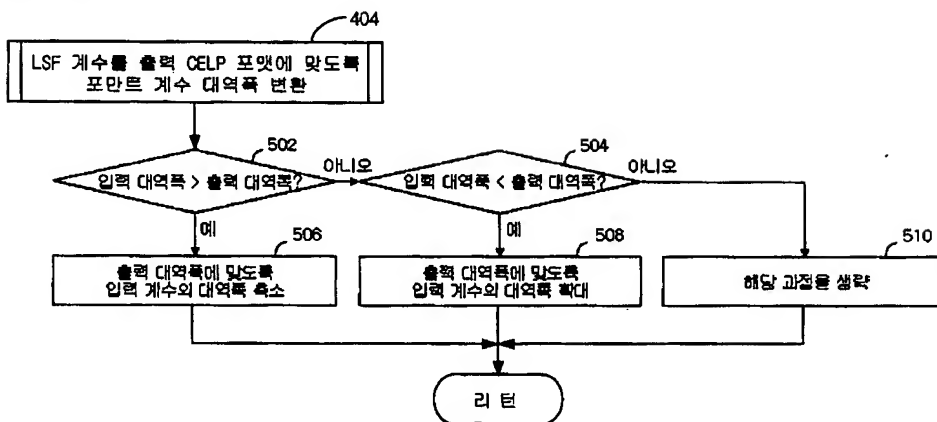 404
LSF 계수를 출력 CELP 포맷에 맞도록
포만트 계수 대역폭 변환
502
504
입력 대역폭 > 출력 대역폭?
아니오
입력 대역폭 < 출력 대역폭?
아니오
예
506
예
508
510
출력 대역폭에 맞도록
입력 계수의 대역폭 축소
출력 대역폭에 맞도록
입력 계수의 대역폭 확대
해당 과정을 생략
리 턴